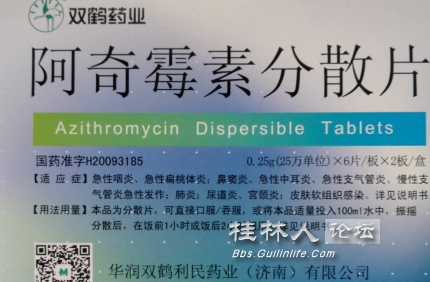 双鹤药业
阿奇霉素分散片
Azithromycin Dispersible Tablets
国药准字H20093185 0.25g(25万单位)×6片/板×2板/盒
【适应症】急性咽炎、急性扁桃体炎；鼻窦炎、急性中耳炎、急性支气管炎、慢性支
气管炎急性发作；肺炎；尿道炎、宫颈炎；皮肤软组织感染，详见说明书
【用法用量】本品为分散片，可直接口服/吞服，或将本品适量投入100ml水中，振摇
分散后，在饭前1小时或饭后2
桂林人论坛
Bbs.Guilinlife.Com
华润双鹤利民药业（济南）有限公司